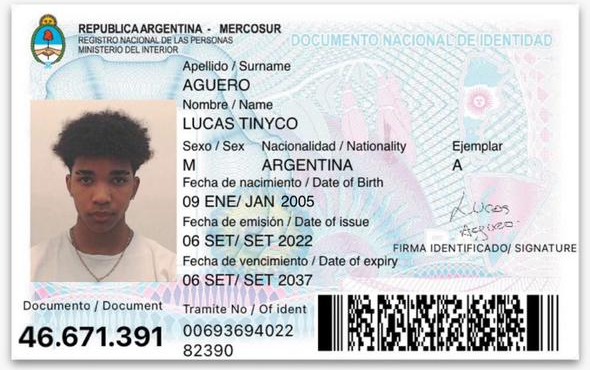 REPUBLICA ARGENTINA - MERCOSUR
REGISTRO NACIONAL DE LAS PERSONAS
MINISTERIO DEL INTERIOR
DOCUMENTO NACIONAL DE IDENTIDAD
Apellido / Surname
AGUERO
Nombre / Name
LUCAS TINYCO
Sexo / Sex Nacionalidad / Nationality Ejemplar
M ARGENTINA A
Fecha de nacimiento / Date of Birth
09 ENE/ JAN 2005
Fecha de emisión / Date of issue
06 SET/ SET 2022
Fecha de vencimiento / Date of expiry
06 SET/ SET 2037
Lucas
Aguero
FIRMA IDENTIFICADO/ SIGNATURE
Documento / Document
46.671.391
Tramite No / Of ident
00693694022
82390